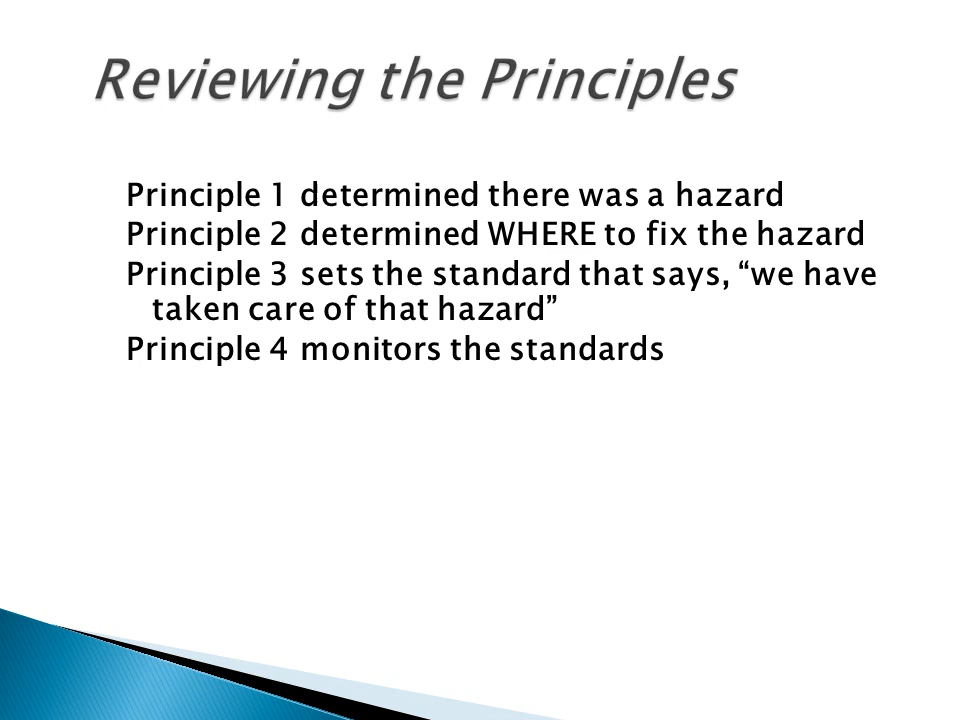 Reviewing the Principles
Principle 1 determined there was a hazard
Principle 2 determined WHERE to fix the hazard
Principle 3 sets the standard that says, “we have
taken care of that hazard”
Principle 4 monitors the standards